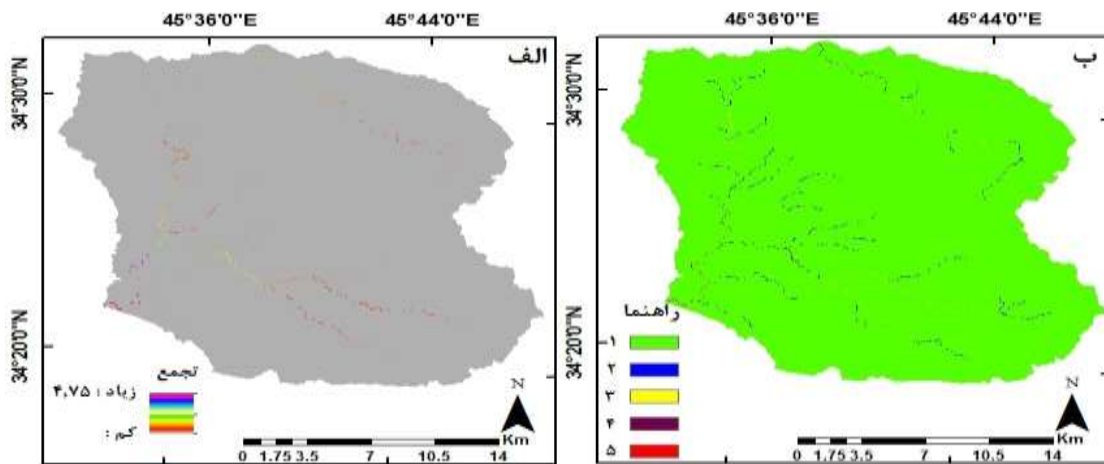 45°36'0"E 45°44'0"E
الف
34°30'0"N
34°20'0"N
تجمع
زیاد : ۴,۷۵
کم :
N
Km
0 1.75 3.5 7 10.5 14
45°36'0"E 45°44'0"E
ب
34°30'0"N
34°20'0"N
راهنما
۱
۲
۳
۴
۵
N
Km
0 1.75 3.5 7 10.5 14